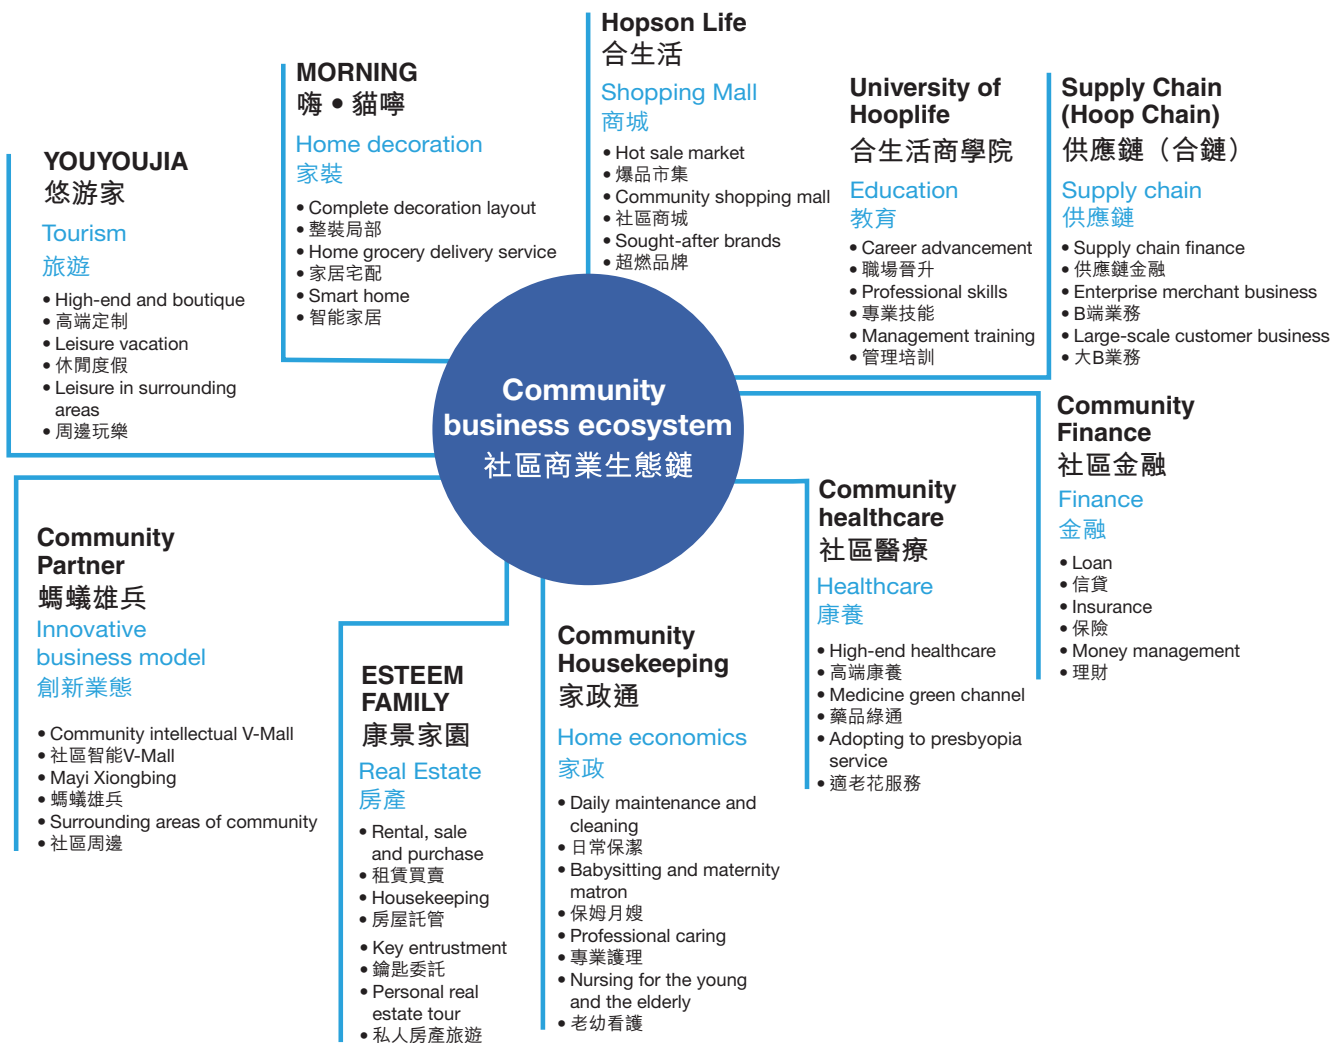 Hopson Life
合生活
Shopping Mall
商城
• Hot sale market
• 爆品市集
• Community shopping mall
• 社區商城
• Sought-after brands
• 超燃品牌
MORNING
嗨•貓嚀
Home decoration
家裝
• Complete decoration layout
• 整裝局部
• Home grocery delivery service
• 家居宅配
• Smart home
• 智能家居
YOUYOUJIA
悠游家
Tourism
旅遊
• High-end and boutique
• 高端定制
• Leisure vacation
• 休閒度假
• Leisure in surrounding
areas
• 周邊玩樂
University of
Hooplife
合生活商學院
Education
教育
• Career advancement
• 職場晉升
• Professional skills
• 專業技能
• Management training
• 管理培訓
Supply Chain
(Hoop Chain)
供應鏈（合鏈）
Supply chain
供應鏈
• Supply chain finance
• 供應鏈金融
• Enterprise merchant business
• B端業務
• Large-scale customer business
• 大B業務
Community
business ecosystem
社區商業生態鏈
Community
Finance
社區金融
Finance
金融
• Loan
• 信貸
• Insurance
• 保險
• Money management
• 理財
Community
healthcare
社區醫療
Healthcare
康養
• High-end healthcare
• 高端康養
• Medicine green channel
• 藥品綠通
• Adopting to presbyopia
service
• 適老花服務
Community
Partner
螞蟻雄兵
Innovative
business model
創新業態
• Community intellectual V-Mall
• 社區智能V-Mall
• Mayi Xiongbing
• 螞蟻雄兵
• Surrounding areas of community
• 社區周邊
ESTEEM
FAMILY
康景家園
Real Estate
房產
• Rental, sale
and purchase
• 租賃買賣
• Housekeeping
• 房屋託管
• Key entrustment
• 鑰匙委託
• Personal real
estate tour
• 私人房產旅遊
Community
Housekeeping
家政通
Home economics
家政
• Daily maintenance and
cleaning
• 日常保潔
• Babysitting and maternity
matron
• 保姆月嫂
• Professional caring
• 專業護理
• Nursing for the young
and the elderly
• 老幼看護